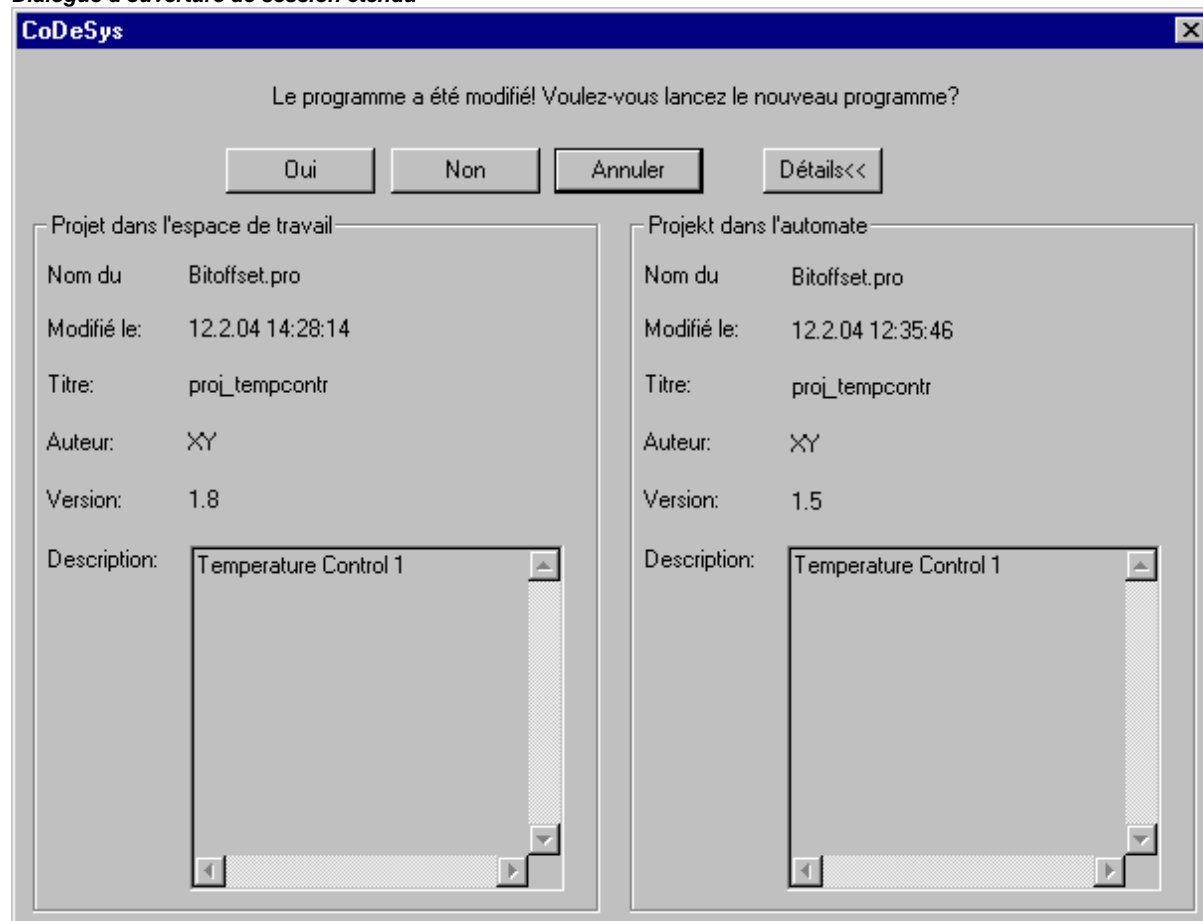 Dialogue d'ouverture de session étendu
CoDeSys
Le programme a été modifié! Voulez-vous lancez le nouveau programme?
Oui Non Annuler Détails<<
Projet dans l'espace de travail
Nom du Bitoffset.pro
Modifié le: 12.2.04 14:28:14
Titre: proj_tempcontr
Auteur: XY
Version: 1.8
Description: Temperature Control 1
Projekt dans l'automate
Nom du Bitoffset.pro
Modifié le: 12.2.04 12:35:46
Titre: proj_tempcontr
Auteur: XY
Version: 1.5
Description: Temperature Control 1